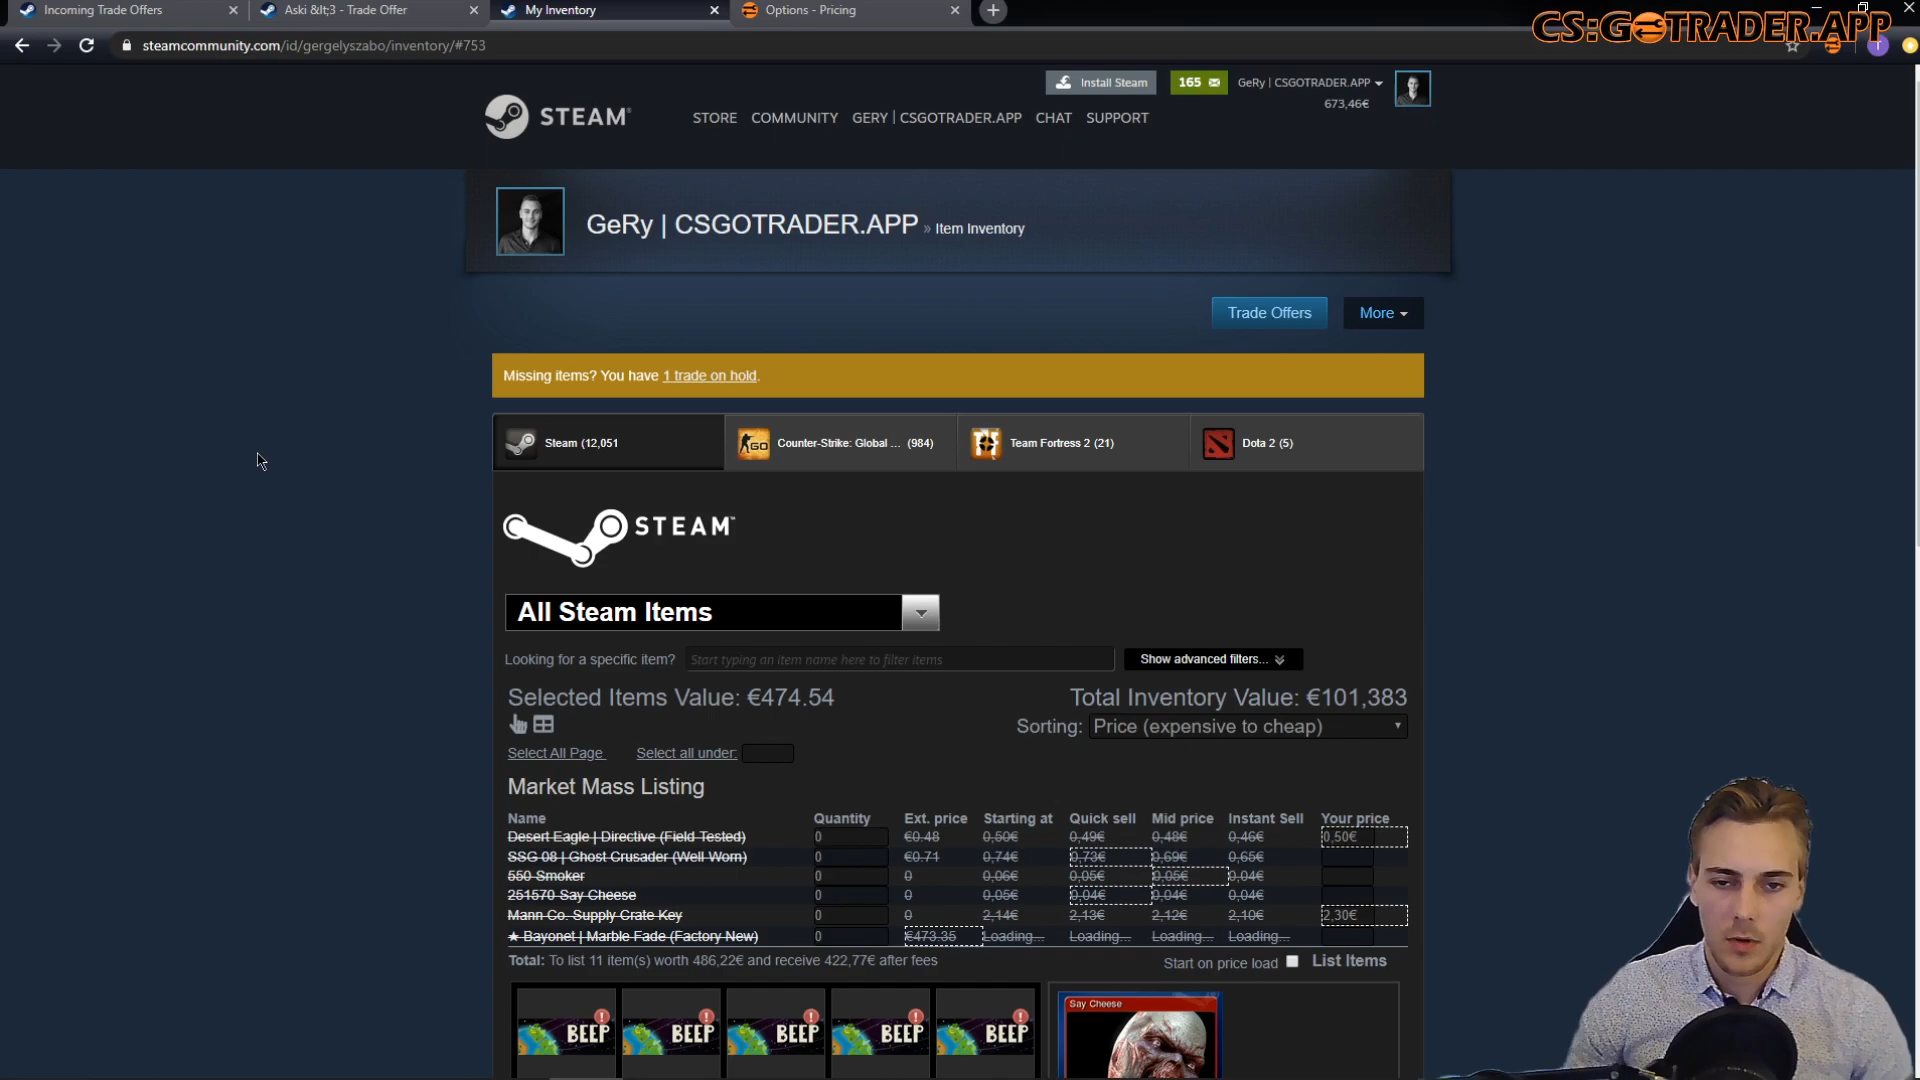 Incoming Trade Offers
Aski &lt;3 - Trade Offer
My Inventory
Options - Pricing
CS:GOTRADER.APP
steamcommunity.com/id/gergelyszabo/inventory/#753
T
Install Steam
165
GeRy | CSGOTRADER.APP
673,46€
STEAM
STORE COMMUNITY GERY | CSGOTRADER.APP CHAT SUPPORT
GeRy | CSGOTRADER.APP » Item Inventory
Trade Offers
More
Missing items? You have 1 trade on hold.
Steam (12,051
GO
Counter-Strike: Global ... (984)
Team Fortress 2 (21)
Dota 2 (5)
STEAM™
All Steam Items
Looking for a specific item? Start typing an item name here to filter items
Show advanced filters...
Selected Items Value: €474.54
Total Inventory Value: €101,383
Sorting: Price (expensive to cheap)
Select All Page
Select all under:
Market Mass Listing
Name Quantity Ext. price Starting at Quick sell Mid price Instant Sell Your price
Desert Eagle | Directive (Field-Tested) 0 €0.48 0,50€ 0,49€ 0,48€ 0,46€ 0,50€
SSG 08 | Ghost Crusader (Well-Worn) 0 €0.71 0,74€ 0,73€ 0,69€ 0,65€
550 Smoker 0 0 0,06€ 0,05€ 0,05€ 0,04€
251570-Say Cheese 0 0 0,05€ 0,04€ 0,04€ 0,04€
Mann Co. Supply Crate Key 0 0 2,14€ 2,13€ 2,12€ 2,10€ 2,30€
★ Bayonet | Marble Fade (Factory New) 0 €473.35 Loading... Loading... Loading... Loading...
Total: To list 11 item(s) worth 486,22€ and receive 422,77€ after fees
Start on price load
List Items
BEEP BEEP BEEP BEEP BEEP
Say Cheese